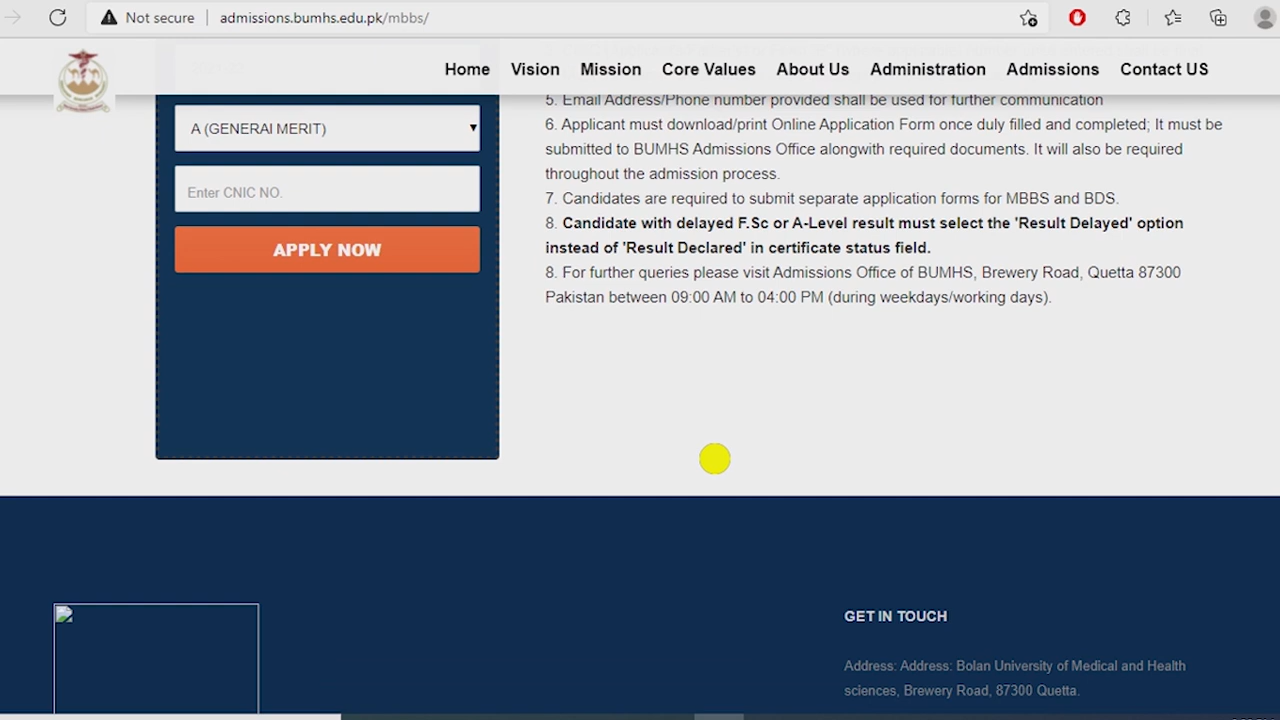 Not secure
admissions.bumhs.edu.pk/mbbs/
Home Vision Mission Core Values About Us Administration Admissions Contact US
A (GENERAl MERIT)
Enter CNIC NO.
APPLY NOW
5. Email Address/Phone number provided shall be used for further communication
6. Applicant must download/print Online Application Form once duly filled and completed; It must be
submitted to BUMHS Admissions Office alongwith required documents. It will also be required
throughout the admission process.
7. Candidates are required to submit separate application forms for MBBS and BDS.
8. Candidate with delayed F.Sc or A-Level result must select the 'Result Delayed' option
instead of 'Result Declared' in certificate status field.
8. For further queries please visit Admissions Office of BUMHS, Brewery Road, Quetta 87300
Pakistan between 09:00 AM to 04:00 PM (during weekdays/working days).
GET IN TOUCH
Address: Address: Bolan University of Medical and Health
sciences, Brewery Road, 87300 Quetta.